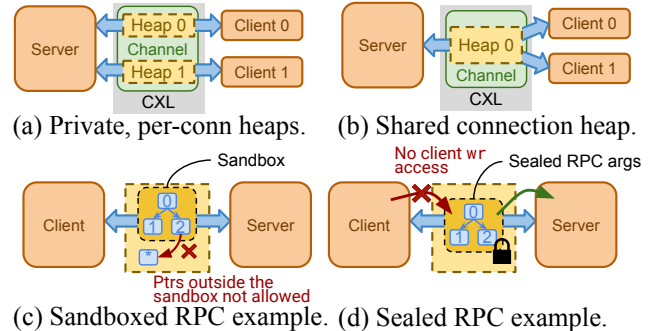 Server
Heap 0
Channel
Heap 1
CXL
Client 0
Client 1
(a) Private, per-conn heaps.
Server
Heap 0
Channel
CXL
Client 0
Client 1
(b) Shared connection heap.
Sandbox
Client
0
1 2
*
Server
Ptrs outside the
sandbox not allowed
(c) Sandboxed RPC example.
No client wr
access
Sealed RPC args
Client
0
1 2
Server
(d) Sealed RPC example.